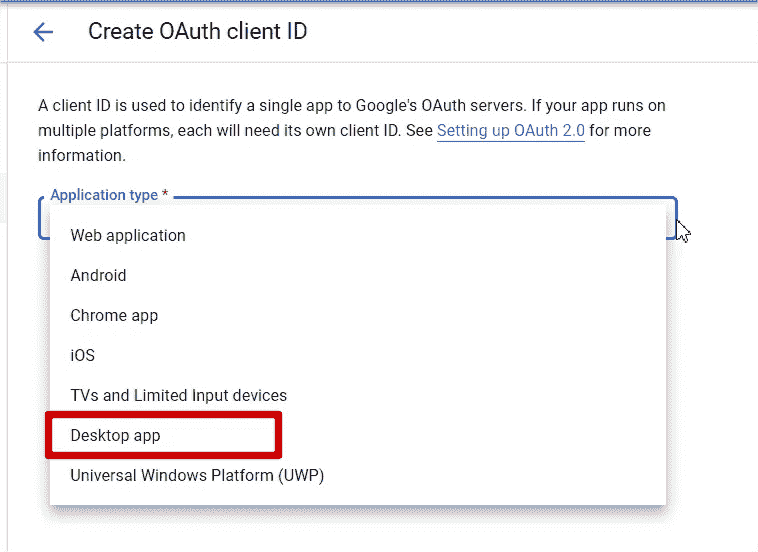 Create OAuth client ID
A client ID is used to identify a single app to Google's OAuth servers. If your app runs on
multiple platforms, each will need its own client ID. See Setting up OAuth 2.0 for more
information.
Application type *
Web application
Android
Chrome app
iOS
TVs and Limited Input devices
Desktop app
Universal Windows Platform (UWP)